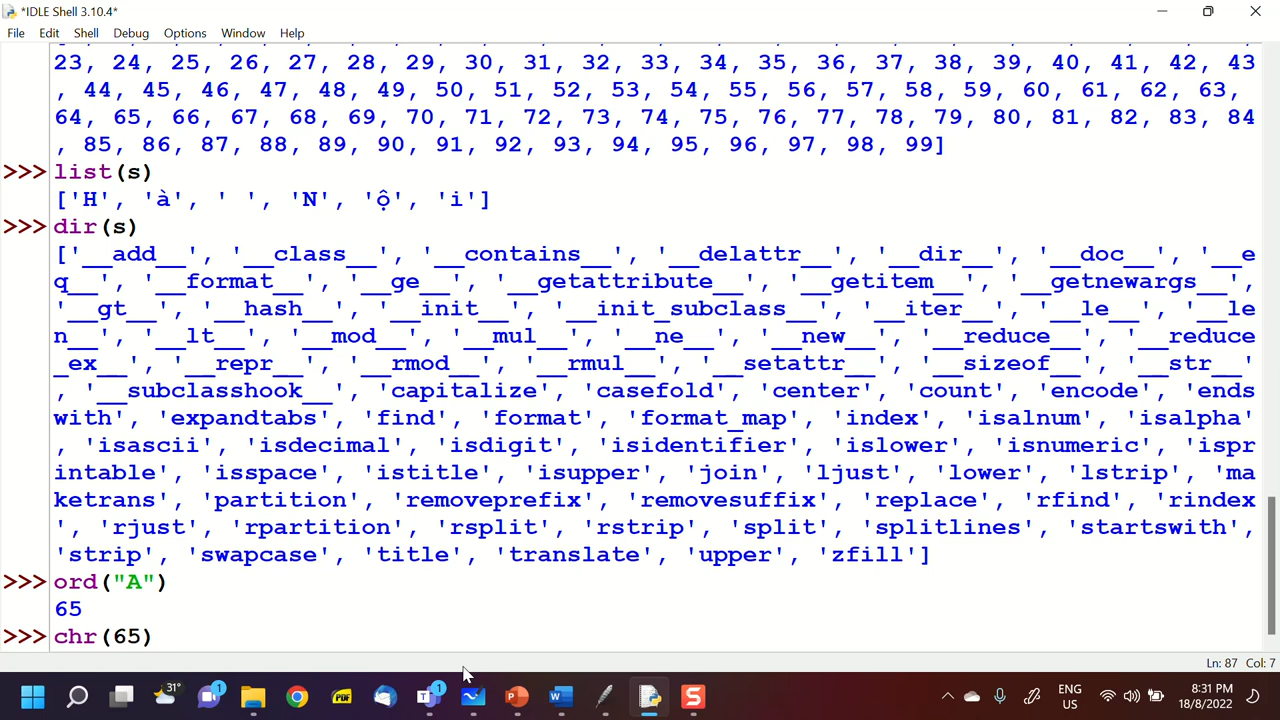 *IDLE Shell 3.10.4*
File Edit Shell Debug Options Window Help
23, 24, 25, 26, 27, 28, 29, 30, 31, 32, 33, 34, 35, 36, 37, 38, 39, 40, 41, 42, 43
, 44, 45, 46, 47, 48, 49, 50, 51, 52, 53, 54, 55, 56, 57, 58, 59, 60, 61, 62, 63,
64, 65, 66, 67, 68, 69, 70, 71, 72, 73, 74, 75, 76, 77, 78, 79, 80, 81, 82, 83, 84
, 85, 86, 87, 88, 89, 90, 91, 92, 93, 94, 95, 96, 97, 98, 99]
>>> list(s)
['H', 'à', ' ', 'N', 'ộ', 'i']
>>> dir(s)
['__add__', '__class__', '__contains__', '__delattr__', '__dir__', '__doc__', '__e
q__', '__format__', '__ge__', '__getattribute__', '__getitem__', '__getnewargs__',
'__gt__', '__hash__', '__init__', '__init_subclass__', '__iter__', '__le__', '__le
n__', '__lt__', '__mod__', '__mul__', '__ne__', '__new__', '__reduce__', '__reduce
_ex__', '__repr__', '__rmod__', '__rmul__', '__setattr__', '__sizeof__', '__str__'
, '__subclasshook__', 'capitalize', 'casefold', 'center', 'count', 'encode', 'ends
with', 'expandtabs', 'find', 'format', 'format_map', 'index', 'isalnum', 'isalpha'
, 'isascii', 'isdecimal', 'isdigit', 'isidentifier', 'islower', 'isnumeric', 'ispr
intable', 'isspace', 'istitle', 'isupper', 'join', 'ljust', 'lower', 'lstrip', 'ma
ketrans', 'partition', 'removeprefix', 'removesuffix', 'replace', 'rfind', 'rindex
', 'rjust', 'rpartition', 'rsplit', 'rstrip', 'split', 'splitlines', 'startswith',
'strip', 'swapcase', 'title', 'translate', 'upper', 'zfill']
>>> ord("A")
65
>>> chr(65)
Ln: 87 Col: 7
31°
1
PDF
1
ENG
US
8:31 PM
18/8/2022